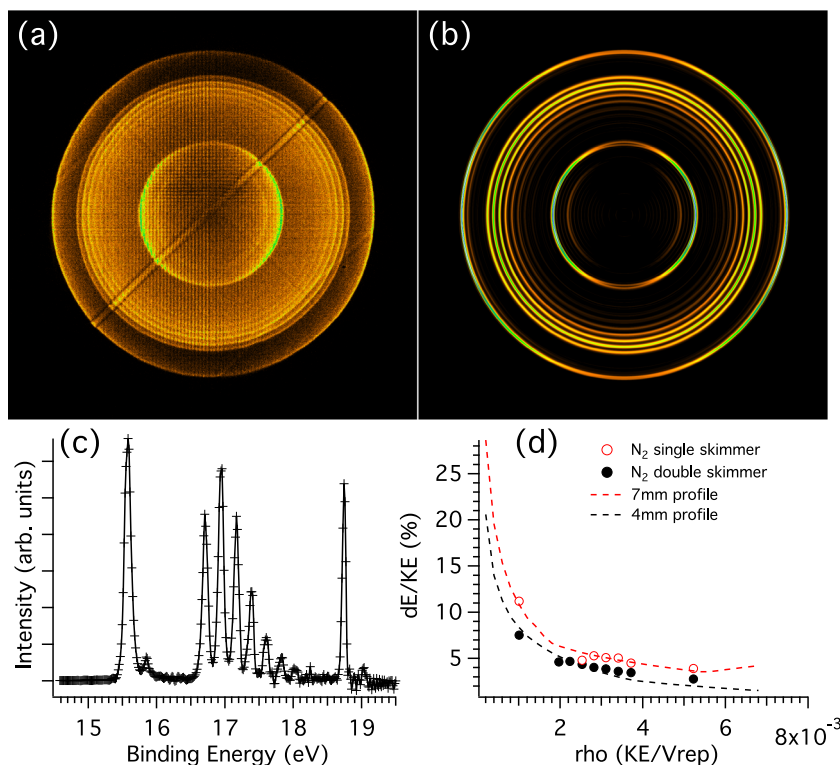 (a)
(b)
(c)
Intensity (arb. units)
15 16 17 18 19
Binding Energy (eV)
(d)
N2 single skimmer
N2 double skimmer
7mm profile
4mm profile
dE/KE (%)
25
20
15
10
5
0 2 4 6 8x10-3
rho (KE/Vrep)